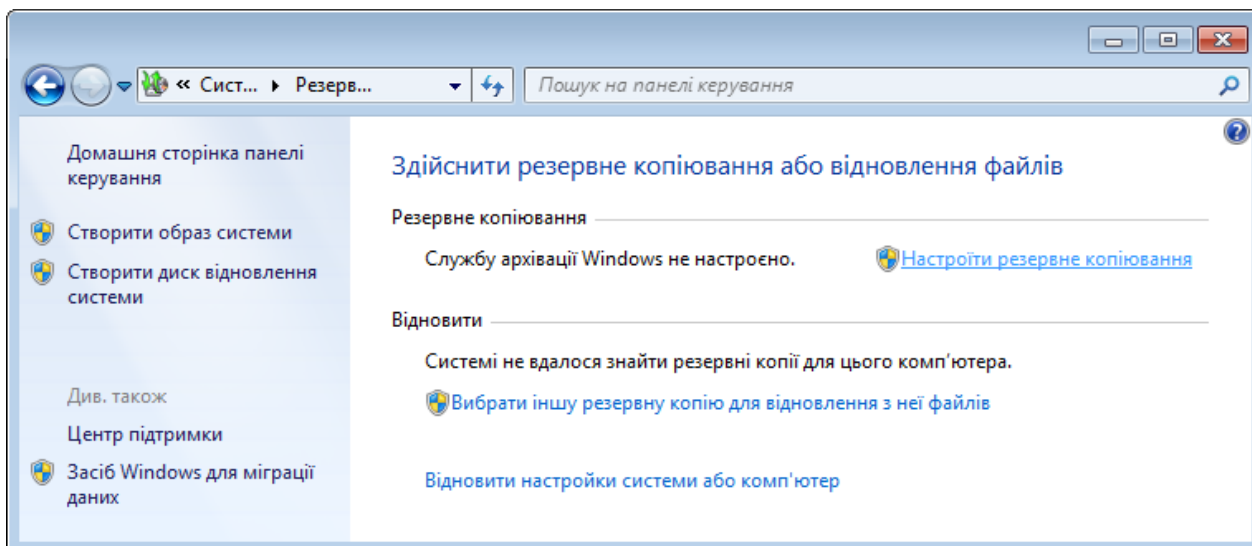 « Сист... Резерв...
Пошук на панелі керування
Домашня сторінка панелі
керування
Створити образ системи
Створити диск відновлення
системи
Див. також
Центр підтримки
Засіб Windows для міграції
даних
Здійснити резервне копіювання або відновлення файлів
Резервне копіювання
Службу архівації Windows не настроєно.
Настроїти резервне копіювання
Відновити
Системі не вдалося знайти резервні копії для цього комп'ютера.
Вибрати іншу резервну копію для відновлення з неї файлів
Відновити настройки системи або комп'ютер